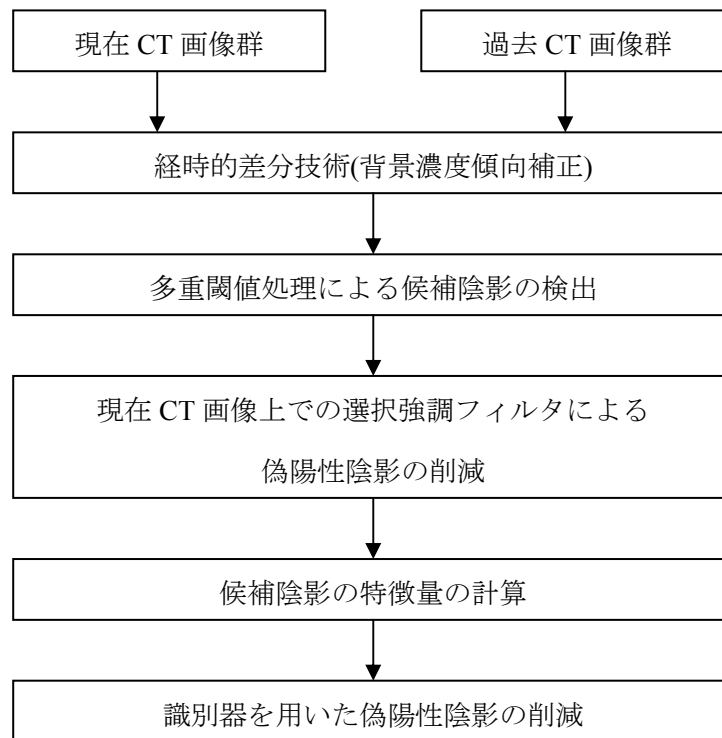 現在 CT 画像群
過去 CT 画像群
経時的差分技術(背景濃度傾向補正)
多重閾値処理による候補陰影の検出
現在 CT 画像上での選択強調フィルタによる
偽陽性陰影の削減
候補陰影の特徴量の計算
識別器を用いた偽陽性陰影の削減